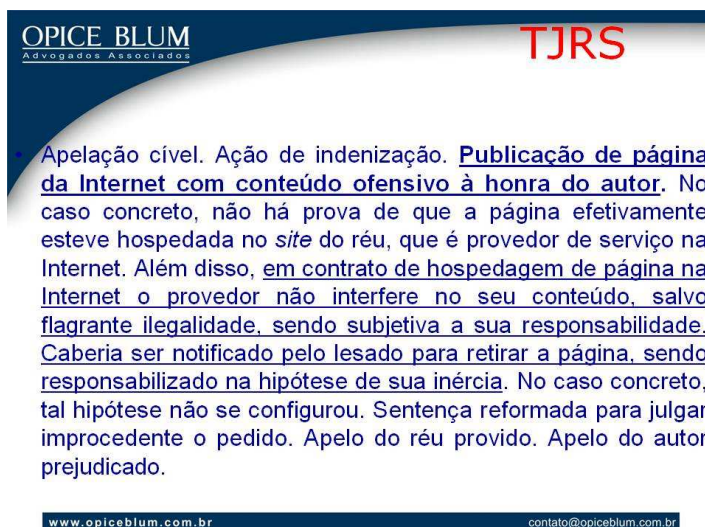 OPICE BLUM
Advogados Associados
TJRS
• Apelação cível. Ação de indenização. Publicação de página
da Internet com conteúdo ofensivo à honra do autor. No
caso concreto, não há prova de que a página efetivamente
esteve hospedada no site do réu, que é provedor de serviço na
Internet. Além disso, em contrato de hospedagem de página na
Internet o provedor não interfere no seu conteúdo, salvo
flagrante ilegalidade, sendo subjetiva a sua responsabilidade.
Caberia ser notificado pelo lesado para retirar a página, sendo
responsabilizado na hipótese de sua inércia. No caso concreto,
tal hipótese não se configurou. Sentença reformada para julgar
improcedente o pedido. Apelo do réu provido. Apelo do autor
prejudicado.
www.opiceblum.com.br
contato@opiceblum.com.br